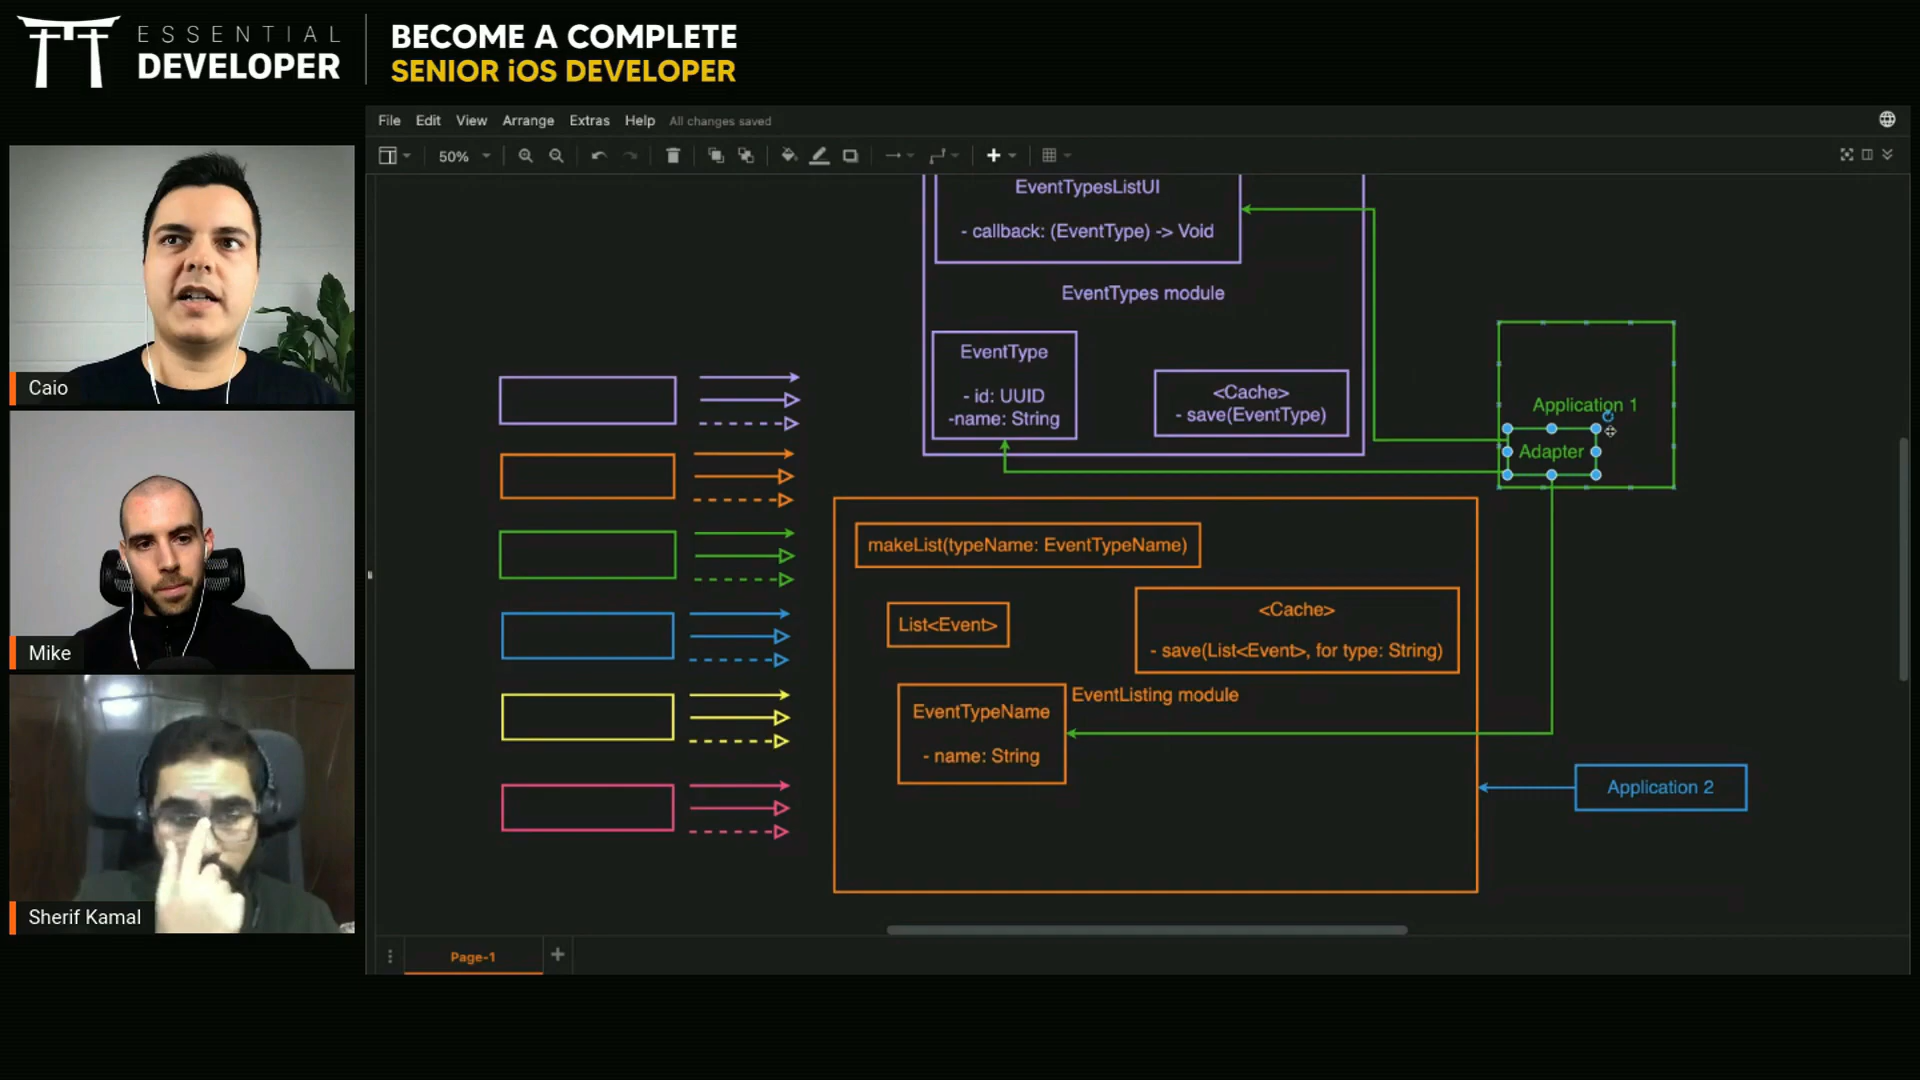 ESSENTIAL
DEVELOPER
BECOME A COMPLETE
SENIOR iOS DEVELOPER
File Edit View Arrange Extras Help All changes saved
50%
Caio
Mike
Sherif Kamal
EventTypesListUI
- callback: (EventType) -> Void
EventTypes module
EventType
- id: UUID
-name: String
<Cache>
- save(EventType)
Application 1
Adapter
makeList(typeName: EventTypeName)
List<Event>
<Cache>
- save(List<Event>, for type: String)
EventTypeName
- name: String
EventListing module
Application 2
Page-1